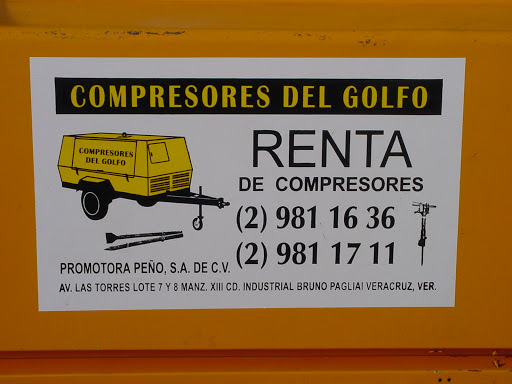 COMPRESORES DEL GOLFO
COMPRESORES
DEL GOLFO
RENTA
DE COMPRESORES
(2) 981 16 36
(2) 981 17 11
PROMOTORA PEÑO, S.A. DE C.V.
AV. LAS TORRES LOTE 7 Y 8 MANZ. XIII CD. INDUSTRIAL BRUNO PAGLIAI VERACRUZ, VER.